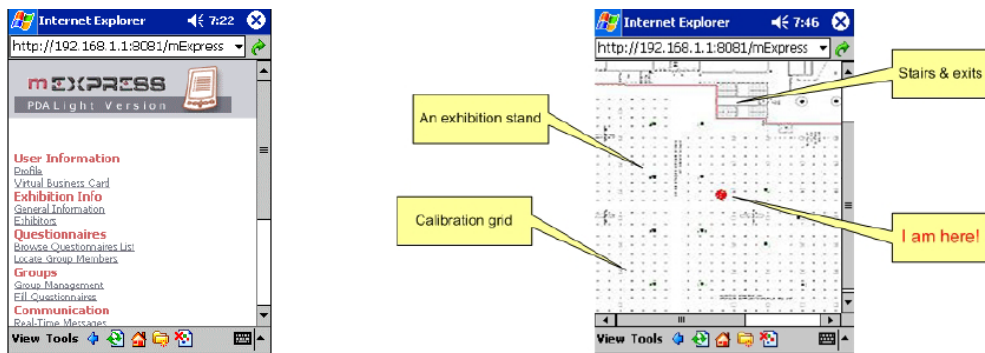 Internet Explorer 7:22
http://192.168.1.1:8081/mExpress
mEXPRESS
PDALight Version
User Information
Profile
Virtual Business Card
Exhibition Info
General Information
Exhibitors
Questionnaires
Browse Questionnaires List
Locate Group Members
Groups
Group Management
Fill Questionnaires
Communication
Real-Time Messages
View Tools
Internet Explorer 7:46
http://192.168.1.1:8081/mExpress
Stairs & exits
An exhibition stand
Calibration grid
I am here!
View Tools